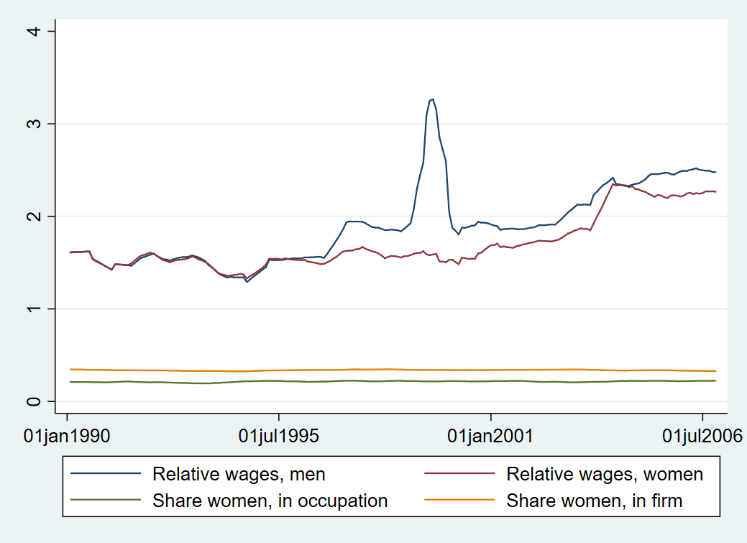 4
3
2
1
0
01jan1990 01jul1995 01jan2001 01jul2006
Relative wages, men Relative wages, women
Share women, in occupation Share women, in firm